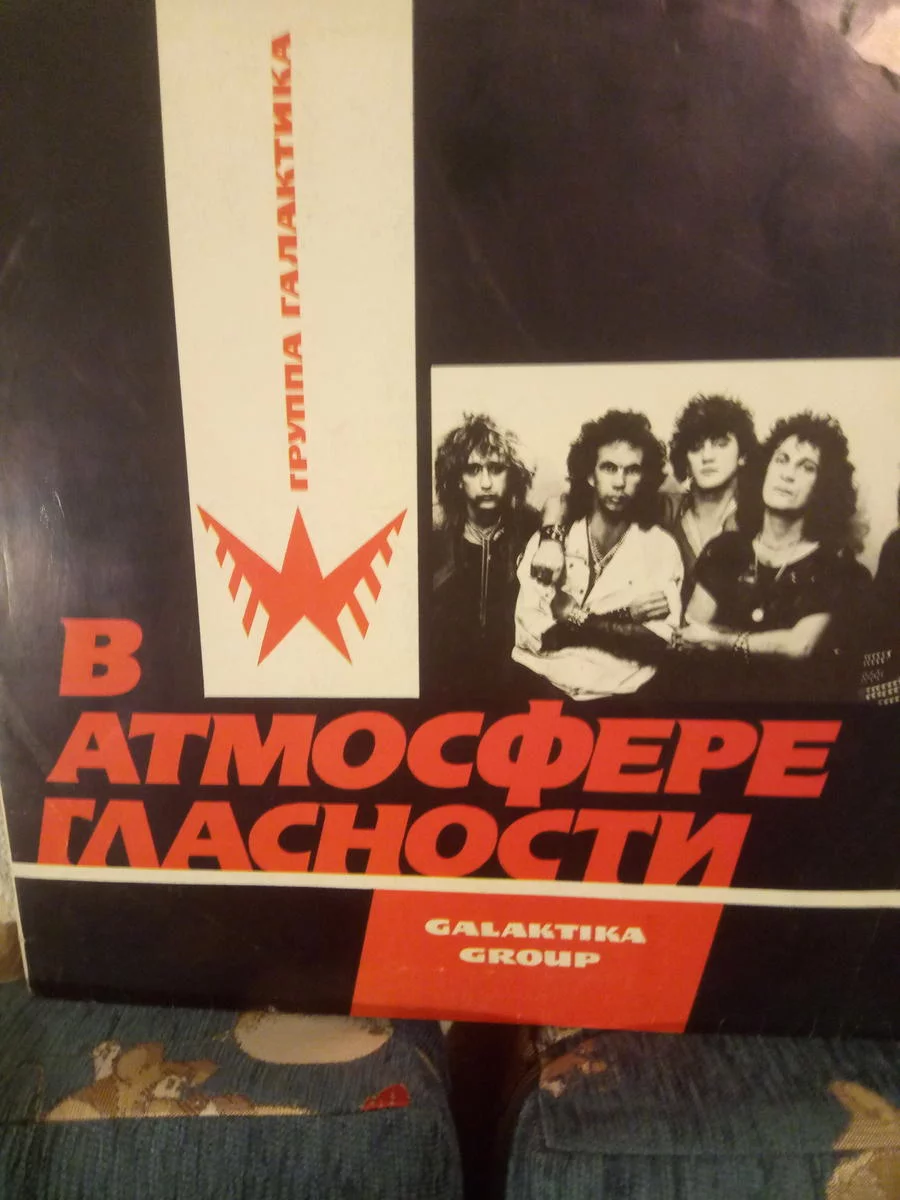 ГРУППА ГАЛАКТИКА
В
АТМОСФЕРЕ
ГЛАСНОСТИ
GALAKTIKA
GROUP